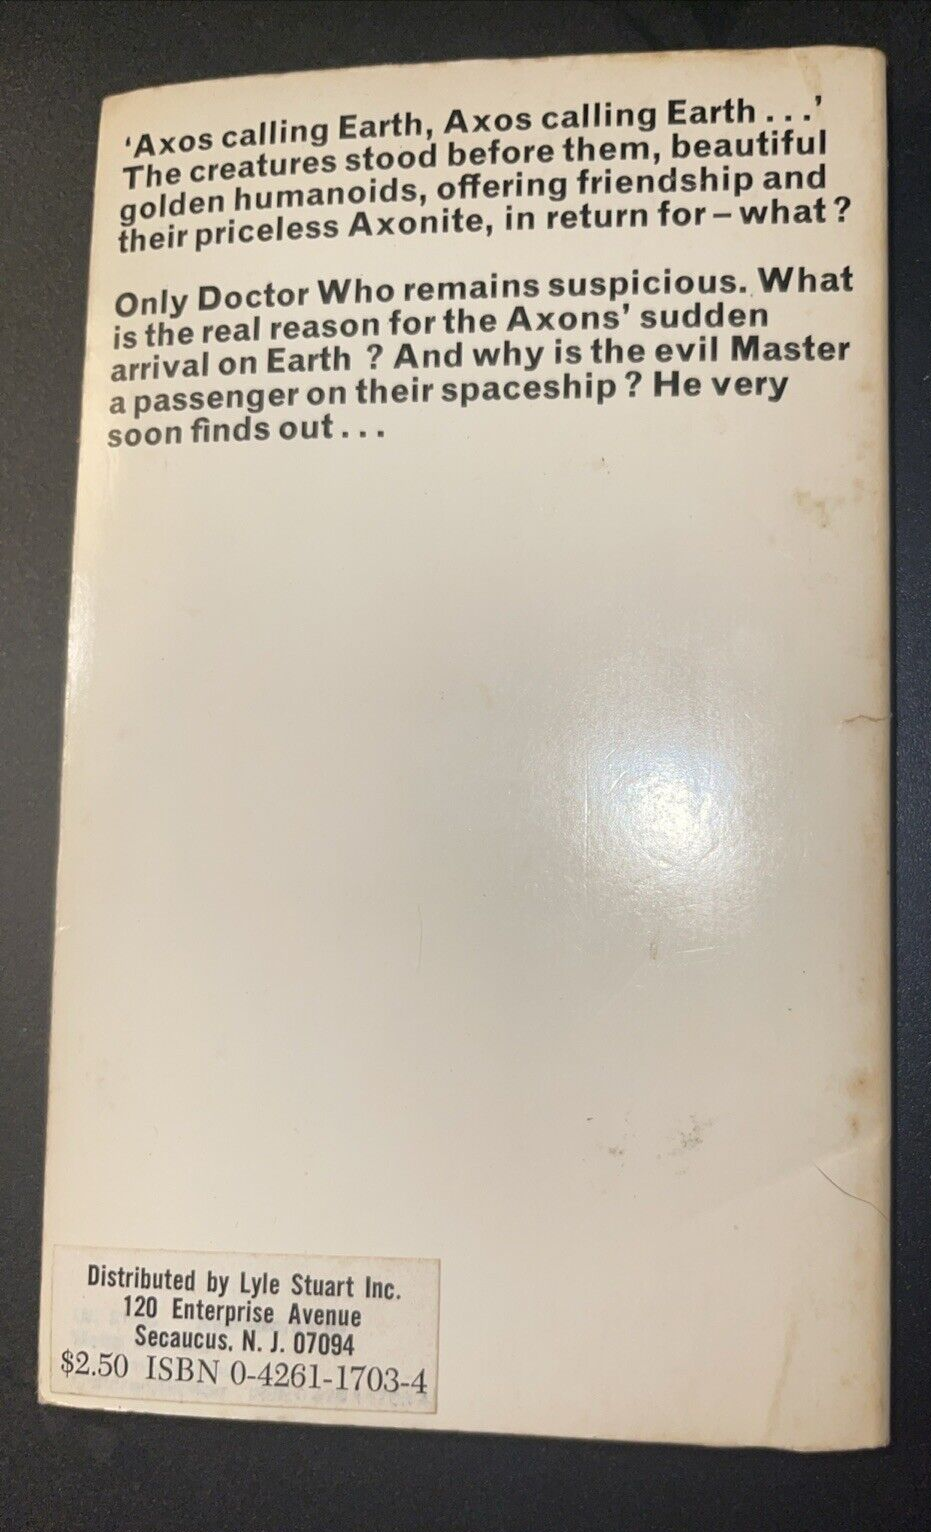 ‘Axos calling Earth, Axos calling Earth . . .’
The creatures stood before them, beautiful
golden humanoids, offering friendship and
their priceless Axonite, in return for – what ?
Only Doctor Who remains suspicious. What
is the real reason for the Axons’ sudden
arrival on Earth ? And why is the evil Master
a passenger on their spaceship ? He very
soon finds out . . .
Distributed by Lyle Stuart Inc.
120 Enterprise Avenue
Secaucus, N. J. 07094
$2.50 ISBN 0-4261-1703-4